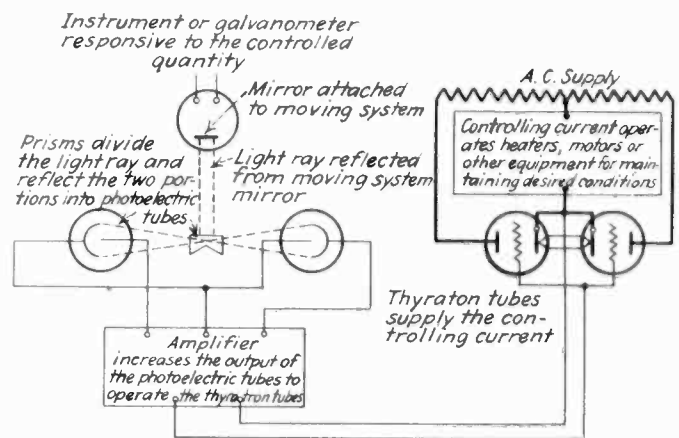 Instrument or galvanometer
responsive to the controlled
quantity
Mirror attached
to moving system
Prisms divide
the light ray and
reflect the two por-
tions into photoelectric
tubes
Light ray reflected
from moving system
mirror
A.C. Supply
Controlling current oper-
ates heaters, motors or
other equipment for main-
taining desired conditions
Thyraton tubes
supply the con-
trolling current
Amplifier
increases the output of
the photoelectric tubes to
operate the thyratron tubes